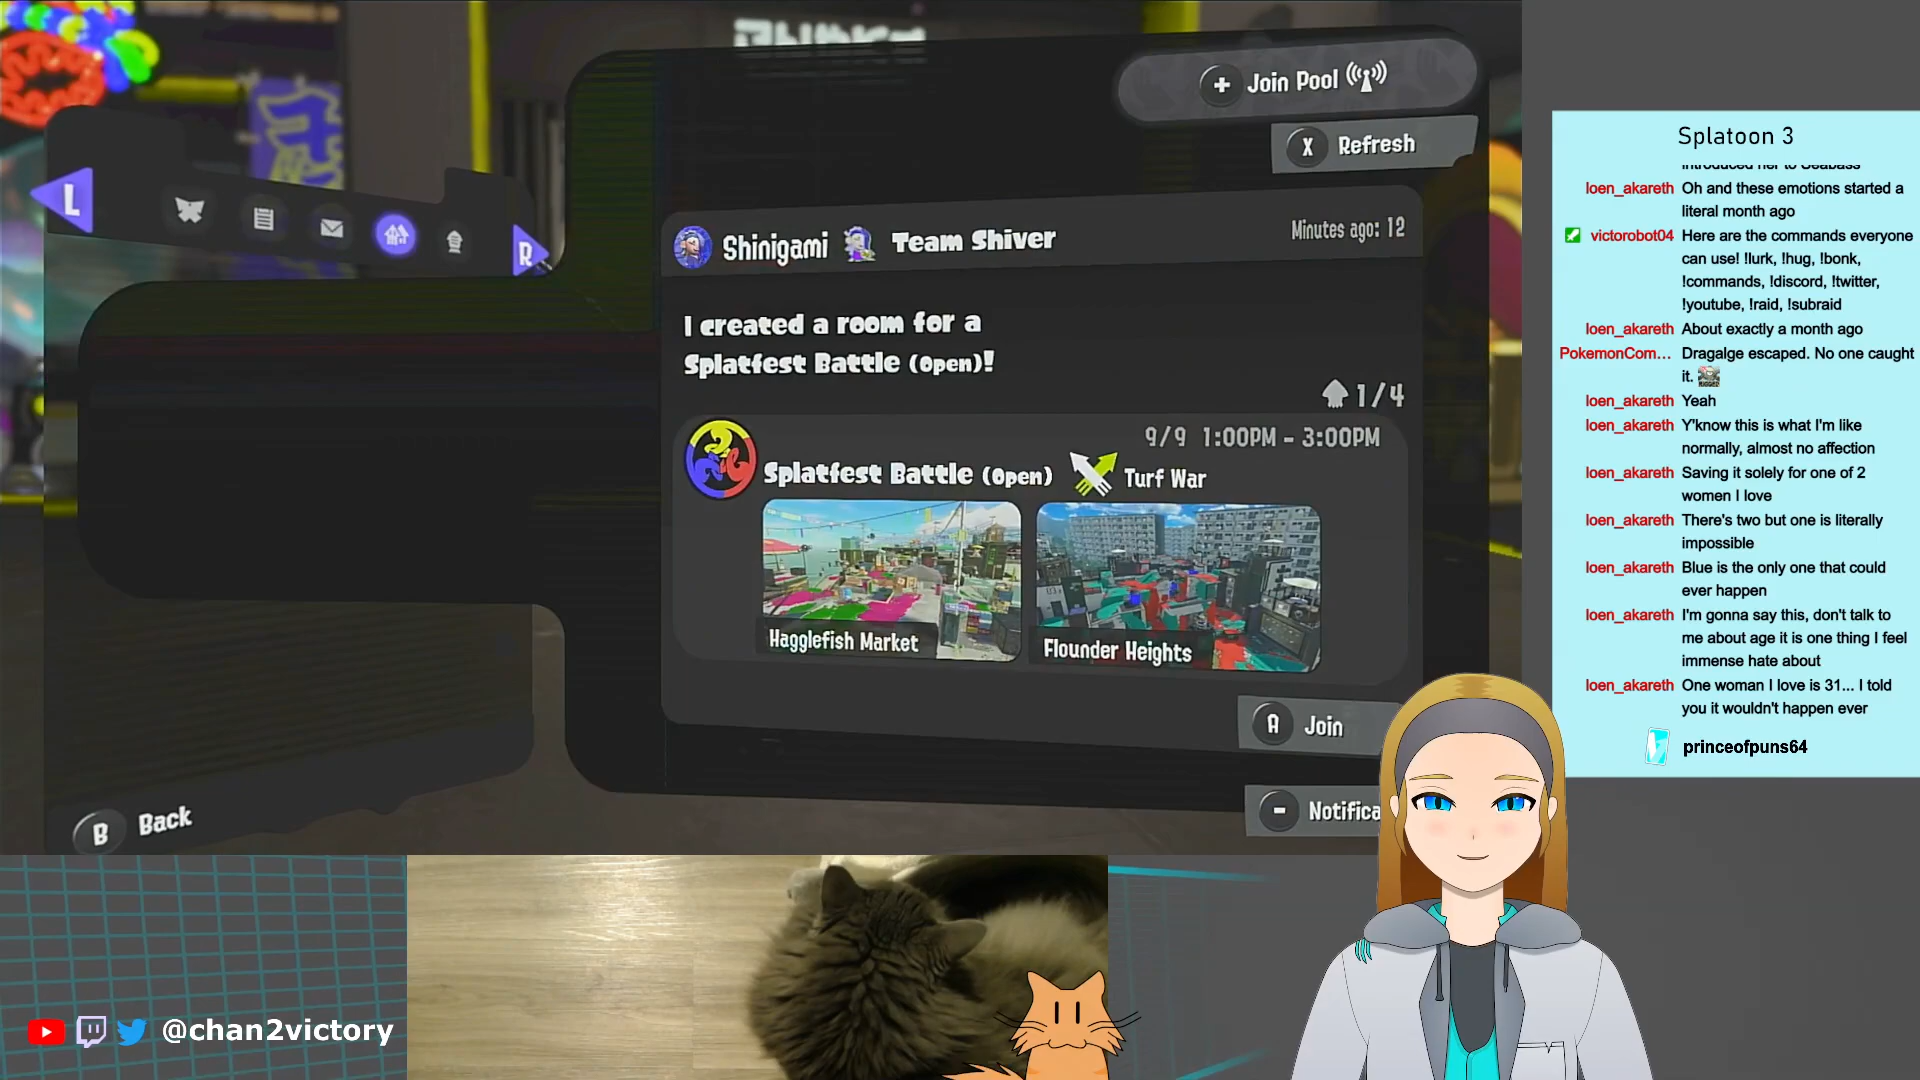 + Join Pool
X Refresh
L
R
Shinigami Team Shiver Minutes ago: 12
I created a room for a
Splatfest Battle (Open)!
1/4
9/9 1:00PM - 3:00PM
Splatfest Battle (Open) Turf War
Hagglefish Market
Flounder Heights
A Join
- Notifica
B Back
@chan2victory
Splatoon 3
introduced her to Seabass
loen_akareth Oh and these emotions started a
literal month ago
victorobot04 Here are the commands everyone
can use! !lurk, !hug, !bonk,
!commands, !discord, !twitter,
!youtube, !raid, !subraid
loen_akareth About exactly a month ago
PokemonCom... Dragalge escaped. No one caught
it.
loen_akareth Yeah
loen_akareth Y'know this is what I'm like
normally, almost no affection
loen_akareth Saving it solely for one of 2
women I love
loen_akareth There's two but one is literally
impossible
loen_akareth Blue is the only one that could
ever happen
loen_akareth I'm gonna say this, don't talk to
me about age it is one thing I feel
immense hate about
loen_akareth One woman I love is 31... I told
you it wouldn't happen ever
princeofpuns64